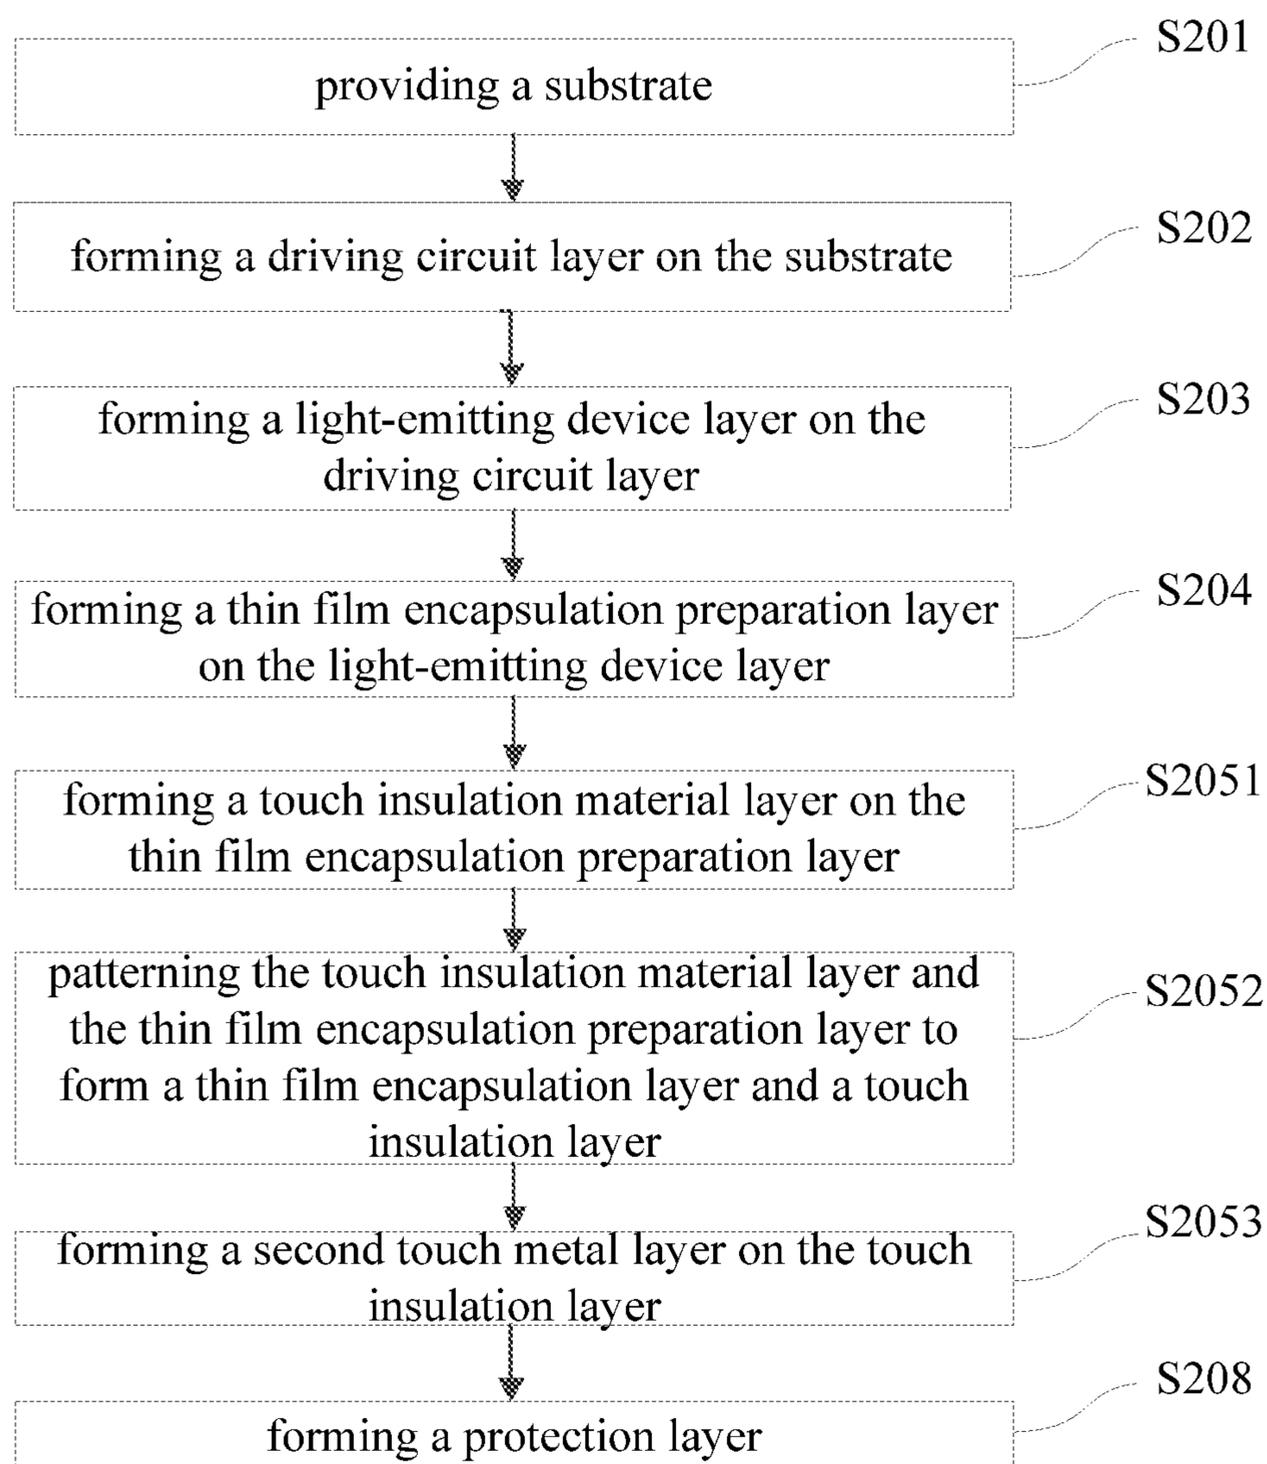 S201
providing a substrate
S202
forming a driving circuit layer on the substrate
S203
forming a light-emitting device layer on the
driving circuit layer
S204
forming a thin film encapsulation preparation layer
on the light-emitting device layer
S2051
forming a touch insulation material layer on the
thin film encapsulation preparation layer
S2052
patterning the touch insulation material layer and
the thin film encapsulation preparation layer to
form a thin film encapsulation layer and a touch
insulation layer
S2053
forming a second touch metal layer on the touch
insulation layer
S208
forming a protection layer